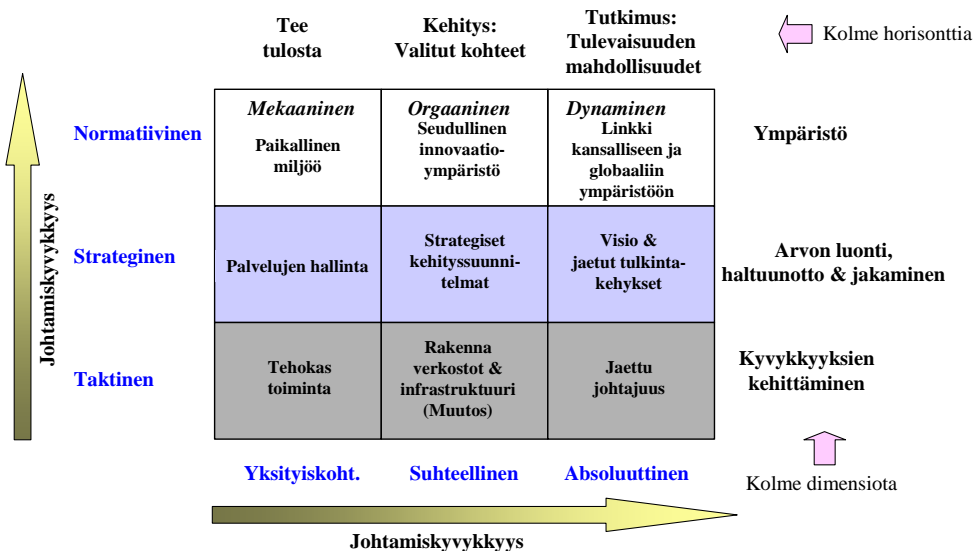 Tee
tulosta
Kehitys:
Valitut kohteet
Tutkimus:
Tulevaisuuden
mahdollisuudet
Kolme horisonttia
Normatiivinen
Mekaaninen
Paikallinen
miljöö
Orgaaninen
Seudullinen
innovaatio-
ympäristö
Dynaminen
Linkki
kansalliseen ja
globaaliin
ympäristöön
Ympäristö
Johtamiskyvykkyys
Strateginen
Palvelujen hallinta
Strategiset
kehityssuunni-
telmat
Visio &
jaetut tulkinta-
kehykset
Arvon luonti,
haltuunotto & jakaminen
Taktinen
Tehokas
toiminta
Rakenna
verkostot &
infrastruktuuri
(Muutos)
Jaettu
johtajuus
Kyvykkyyksien
kehittäminen
Yksityiskoht.
Suhteellinen
Absoluuttinen
Kolme dimensiota
Johtamiskyvykkyys